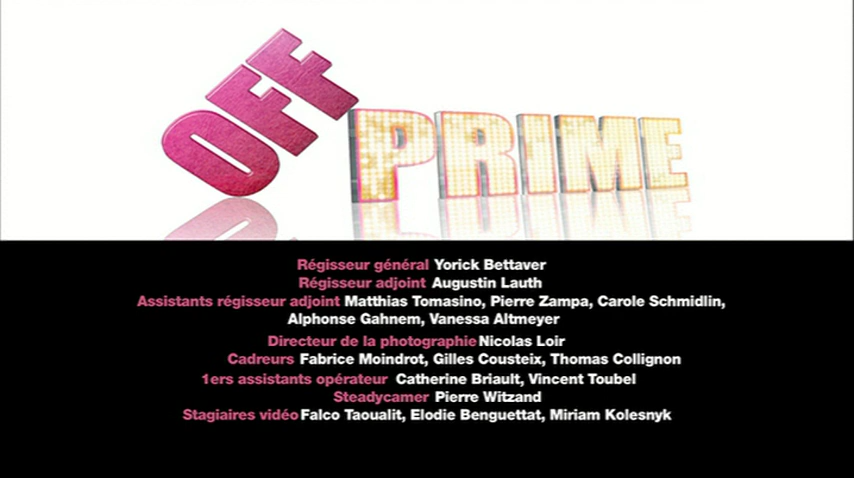 OFF
PRIME
Régisseur général Yorick Bettaver
Régisseur adjoint Augustin Lauth
Assistants régisseur adjoint Matthias Tomasino, Pierre Zampa, Carole Schmidlin,
Alphonse Gahnem, Vanessa Altmeyer
Directeur de la photographie Nicolas Loir
Cadreurs Fabrice Moindrot, Gilles Cousteix, Thomas Collignon
1ers assistants opérateur Catherine Briault, Vincent Toubel
Steadycamer Pierre Witzand
Stagiaires vidéo Falco Taoualit, Elodie Benguettat, Miriam Kolesnyk